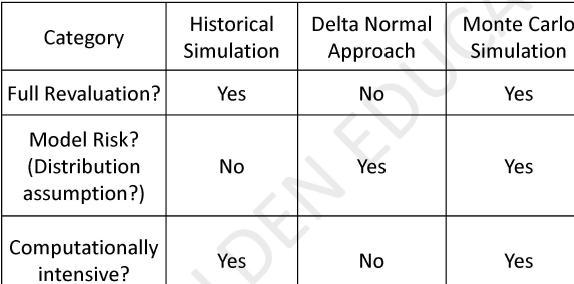 Category Historical Simulation Delta Normal Approach Monte Carlo Simulation
Full Revaluation? Yes No Yes
Model Risk? (Distribution assumption?) No Yes Yes
Computationally intensive? Yes No Yes
LDEN EDUCA